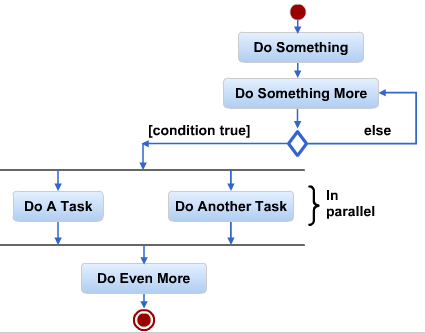 Do Something
Do Something More
[condition true]
else
Do A Task
Do Another Task
In
parallel
Do Even More